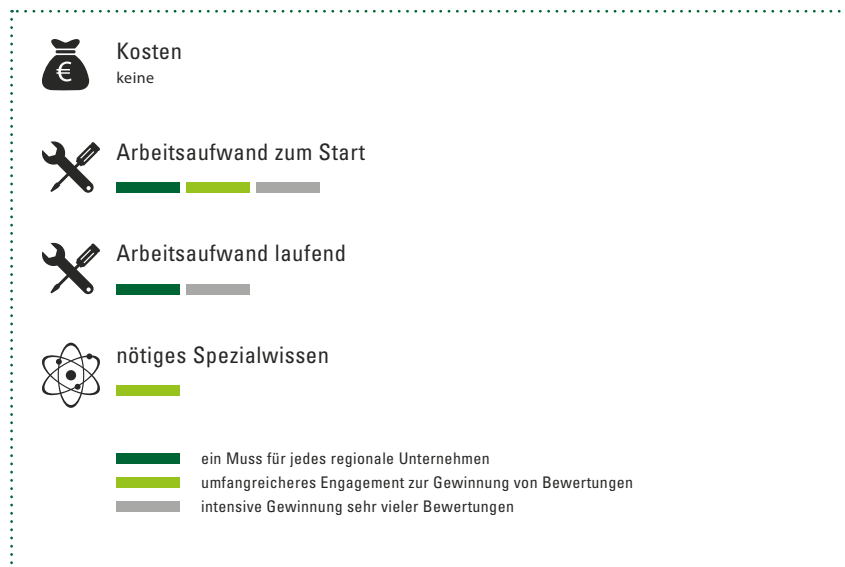 €
Kosten
keine
Arbeitsaufwand zum Start
Arbeitsaufwand laufend
nötiges Spezialwissen
ein Muss für jedes regionale Unternehmen
umfangreicheres Engagement zur Gewinnung von Bewertungen
intensive Gewinnung sehr vieler Bewertungen